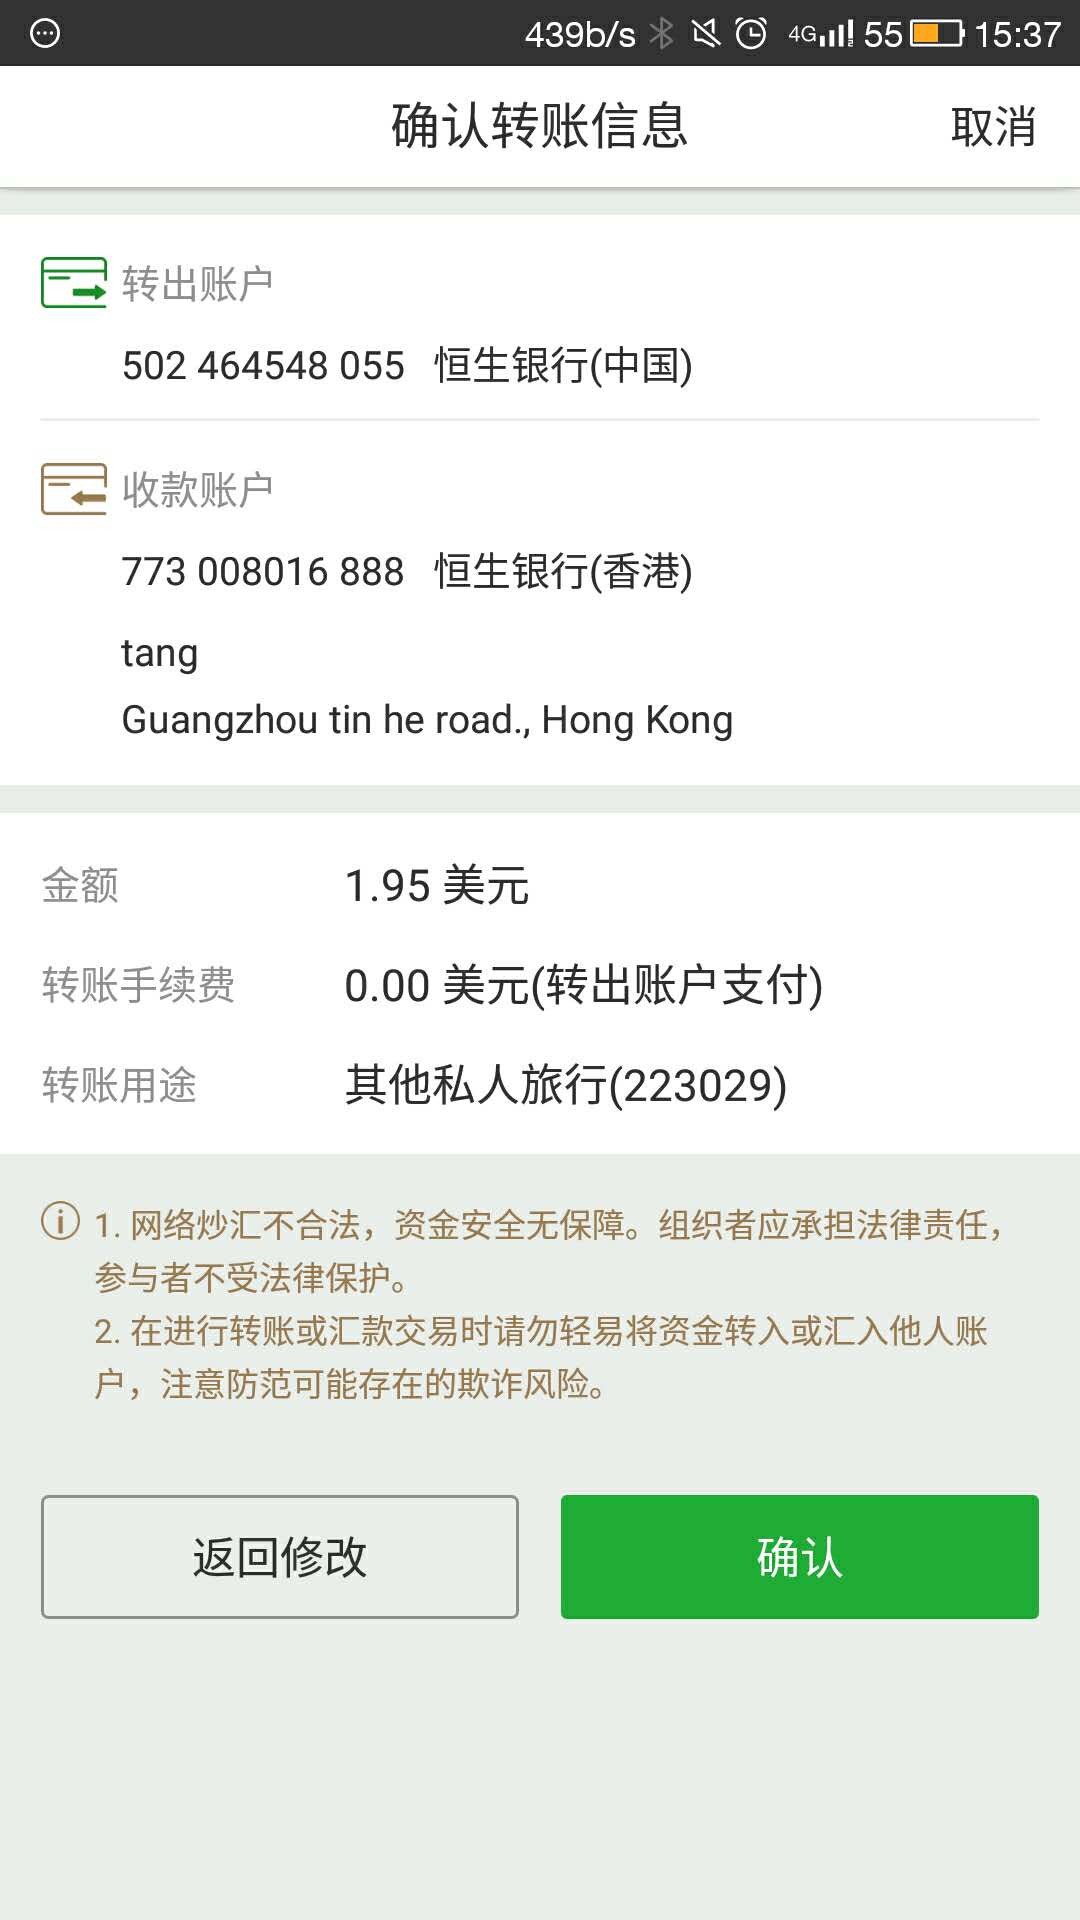 439b/s 4G 55 15:37
确认转账信息 取消
转出账户
502 464548 055 恒生银行(中国)
收款账户
773 008016 888 恒生银行(香港)
tang
Guangzhou tin he road., Hong Kong
金额 1.95 美元
转账手续费 0.00 美元(转出账户支付)
转账用途 其他私人旅行(223029)
1. 网络炒汇不合法，资金安全无保障。组织者应承担法律责任，
参与者不受法律保护。
2. 在进行转账或汇款交易时请勿轻易将资金转入或汇入他人账
户，注意防范可能存在的欺诈风险。
返回修改 确认